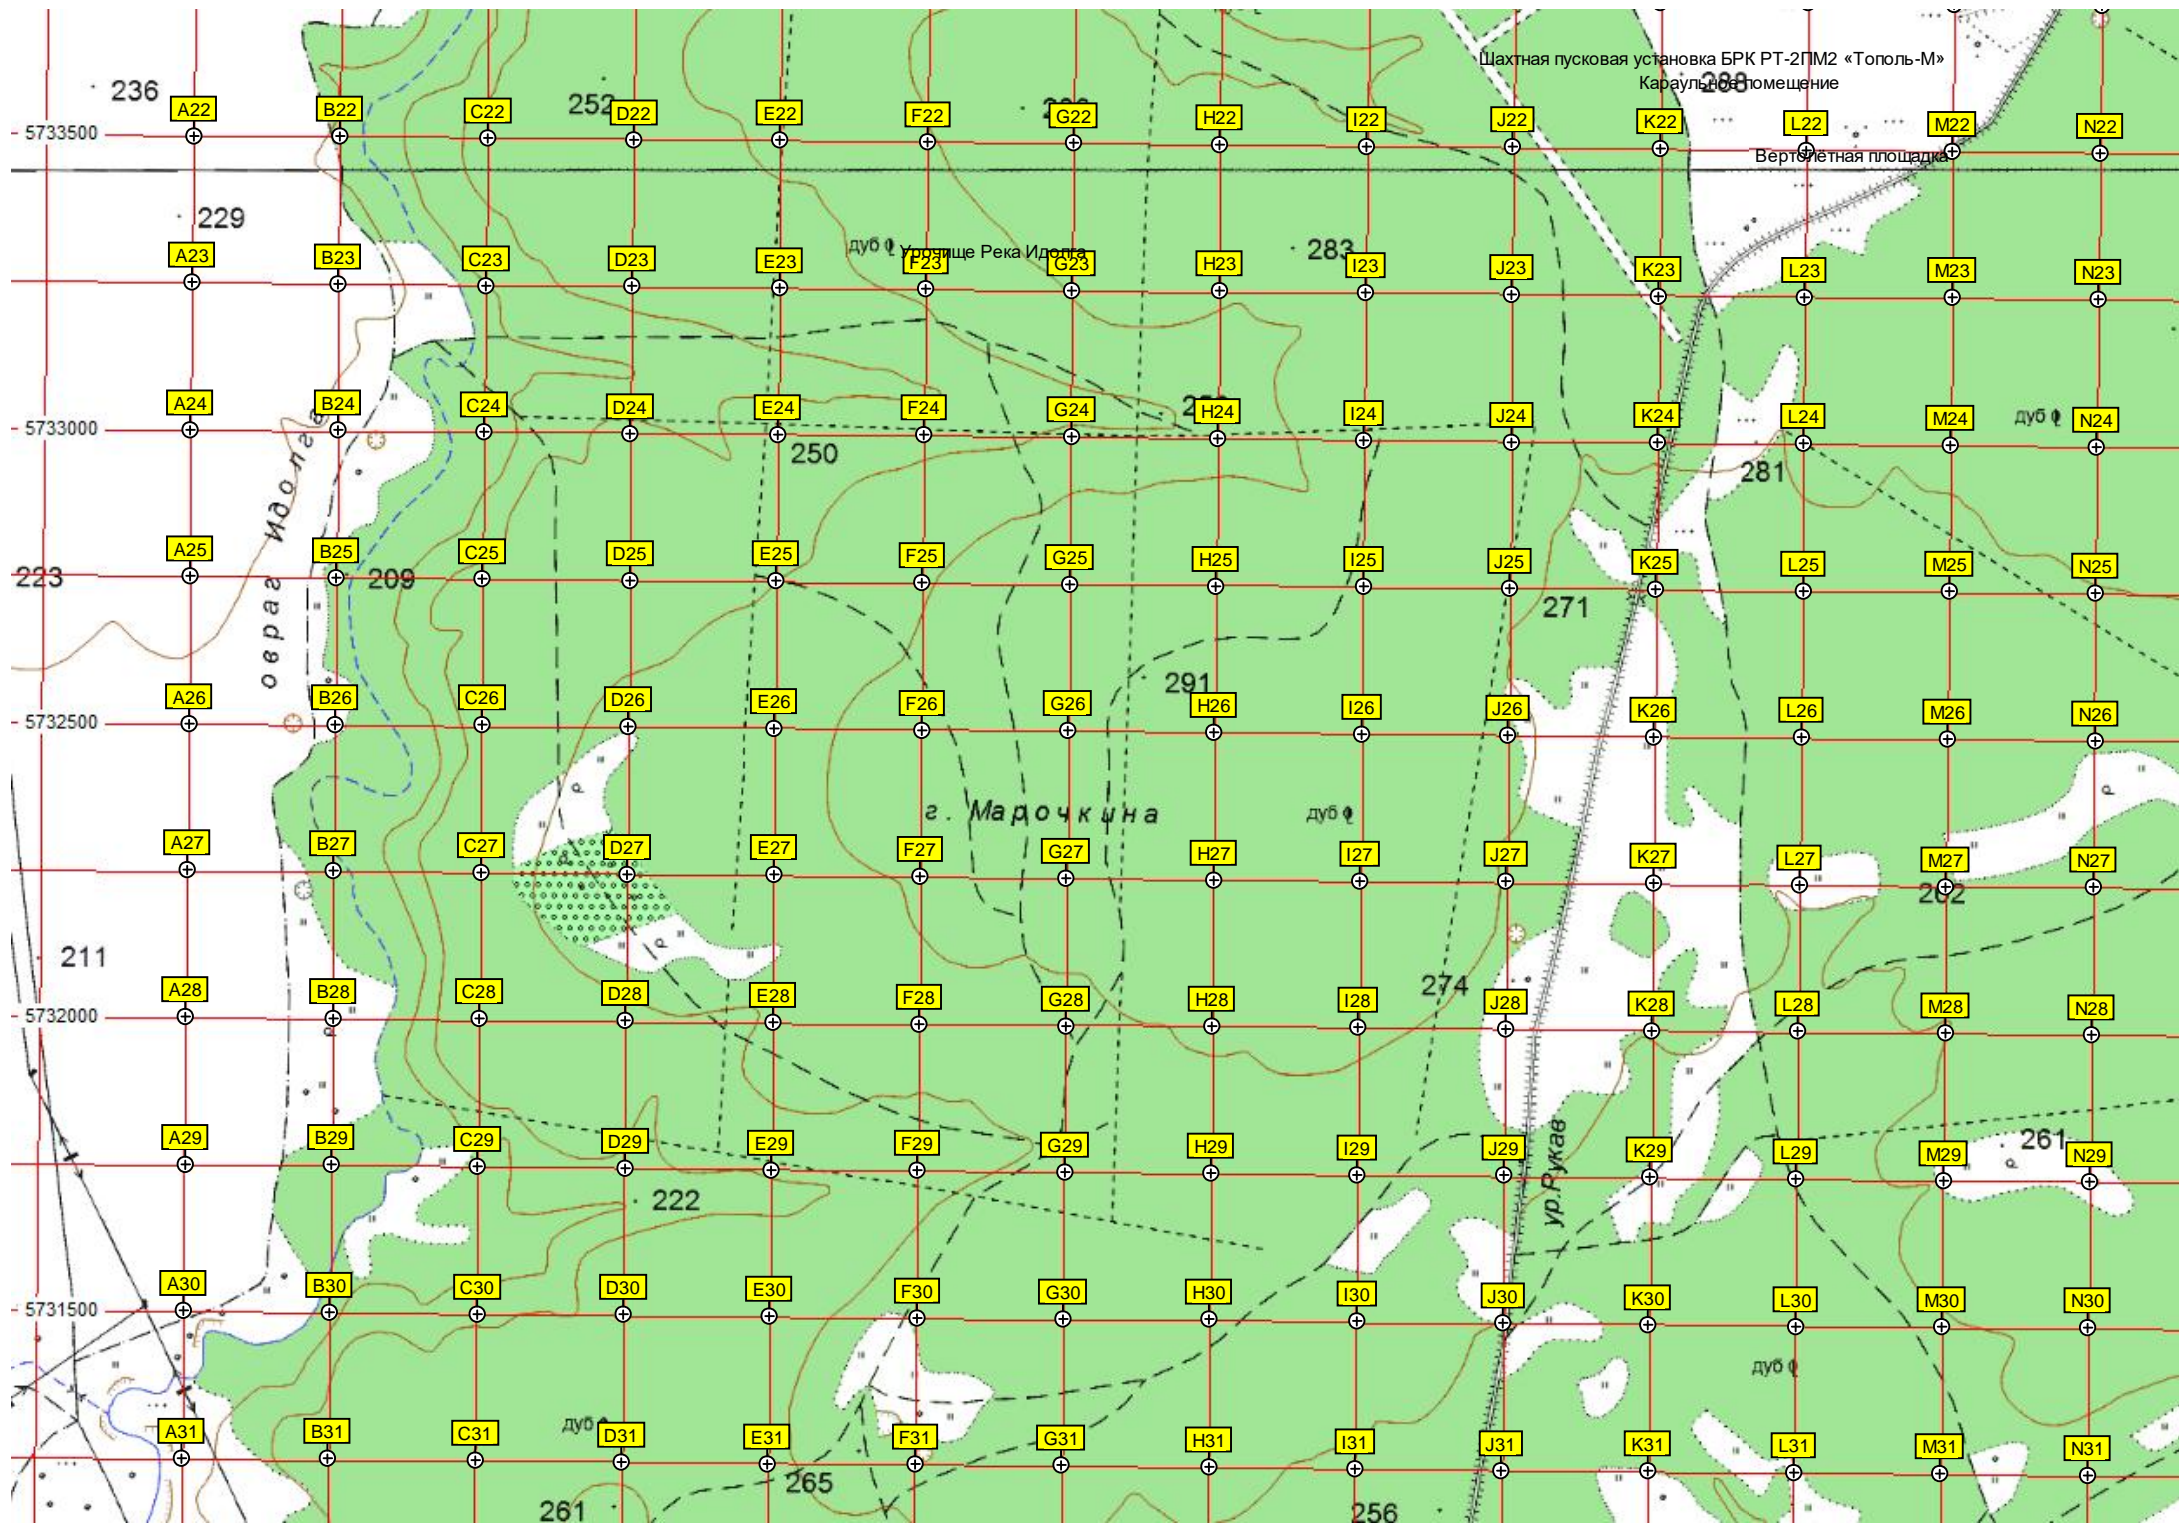 Шахтная пусковая установка БРК РТ-2ПМ2 «Тополь-М»
Караульное помещение
236 252 288
A22 B22 C22 D22 E22 F22 G22 H22 I22 J22 K22 L22 M22 N22
5733500
Вертолётная площадка
229
дуб Урочище Река Идолга 283
A23 B23 C23 D23 E23 F23 G23 H23 I23 J23 K23 L23 M23 N23
A24 B24 C24 D24 E24 F24 G24 H24 I24 J24 K24 L24 M24 дуб N24
5733000
250 281
овраг Идолга
A25 B25 C25 D25 E25 F25 G25 H25 I25 J25 K25 L25 M25 N25
223 209 271
291
A26 B26 C26 D26 E26 F26 G26 H26 I26 J26 K26 L26 M26 N26
5732500
г. Марочкина дуб
A27 B27 C27 D27 E27 F27 G27 H27 I27 J27 K27 L27 M27 N27
262
211 274
A28 B28 C28 D28 E28 F28 G28 H28 I28 J28 K28 L28 M28 N28
5732000
A29 B29 C29 D29 E29 F29 G29 H29 I29 J29 K29 L29 M29 N29
261
ур.Рукав
222
A30 B30 C30 D30 E30 F30 G30 H30 I30 J30 K30 L30 M30 N30
5731500
дуб
A31 B31 C31 дуб D31 E31 F31 G31 H31 I31 J31 K31 L31 M31 N31
265
261 256